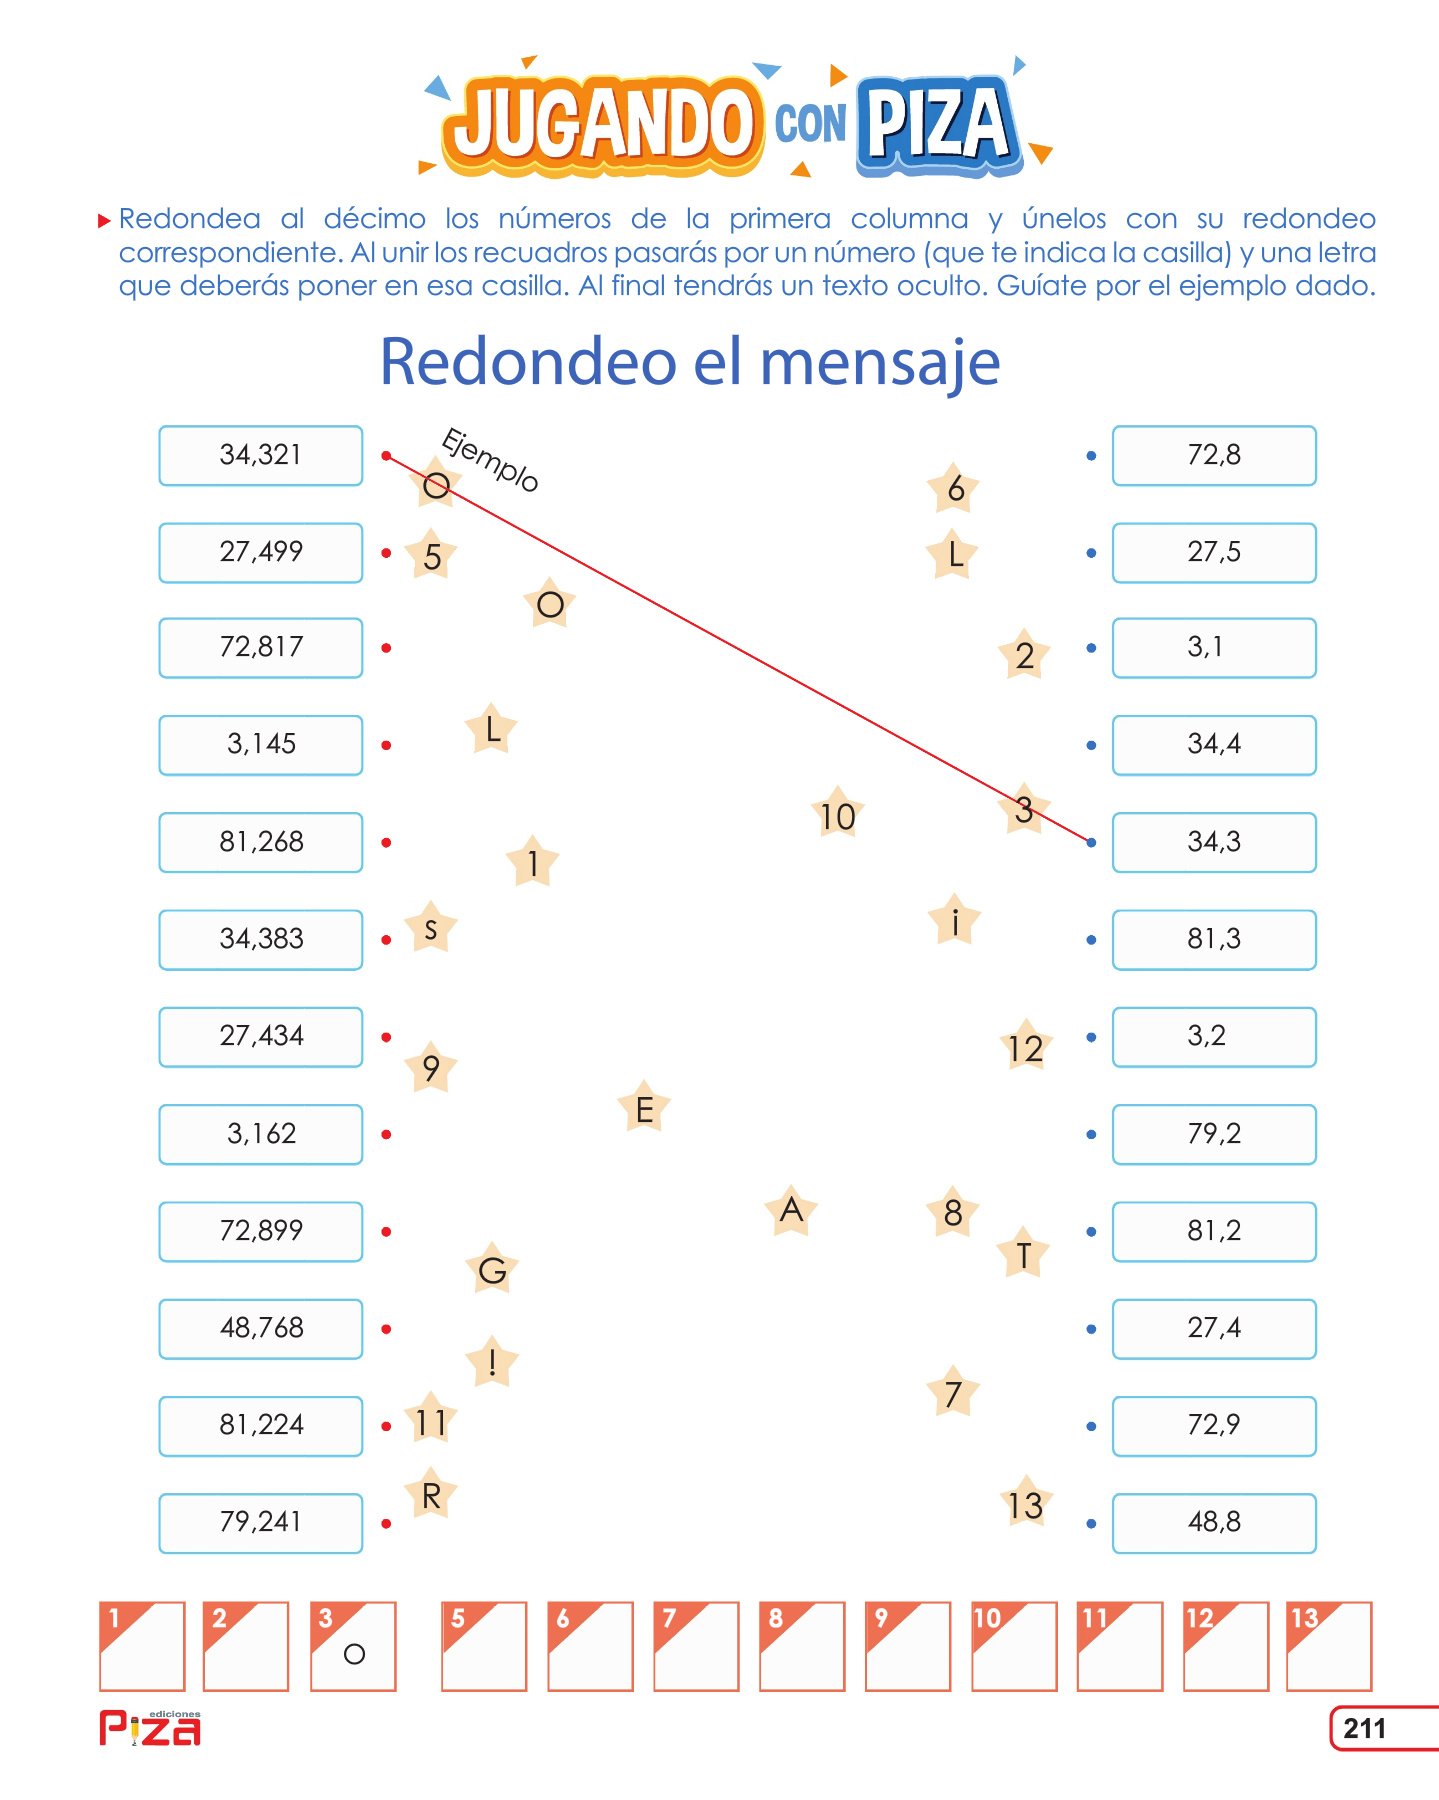 JUGANDO CON PIZA
Redondea al décimo los números de la primera columna y únelos con su redondeo
correspondiente. Al unir los recuadros pasarás por un número (que te indica la casilla) y una letra
que deberás poner en esa casilla. Al final tendrás un texto oculto. Guíate por el ejemplo dado.
Redondeo el mensaje
Ejemplo
34,321 O 6 72,8
27,499 5 L 27,5
O
72,817 2 3,1
3,145 L 34,4
10 3
81,268 1 34,3
34,383 s i 81,3
27,434 9 12 3,2
E
3,162 79,2
A 8
72,899 G T 81,2
48,768 ! 27,4
7
81,224 11 72,9
R 13
79,241 48,8
1 2 3 5 6 7 8 9 10 11 12 13
O
ediciones
Piza
211